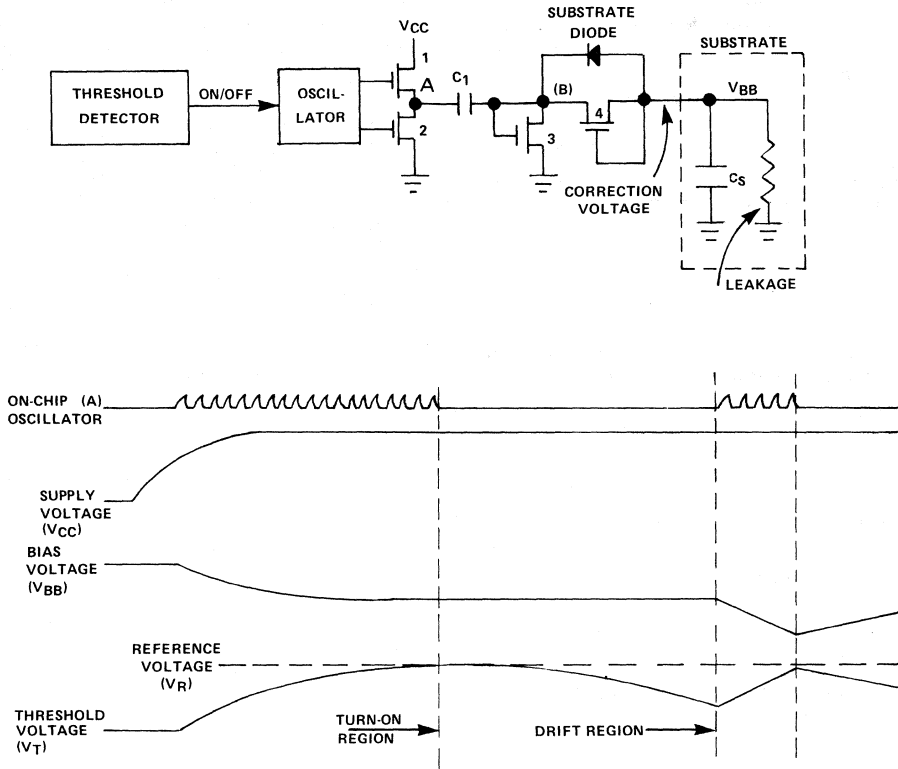 SUBSTRATE
DIODE
SUBSTRATE
VCC
1
A
C1
(B)
4
VBB
THRESHOLD
DETECTOR
ON/OFF
OSCIL-
LATOR
2
3
CS
CORRECTION
VOLTAGE
LEAKAGE
ON-CHIP (A)
OSCILLATOR
SUPPLY
VOLTAGE
(VCC)
BIAS
VOLTAGE
(VBB)
REFERENCE
VOLTAGE
(VR)
THRESHOLD
VOLTAGE
(VT)
TURN-ON
REGION
DRIFT REGION